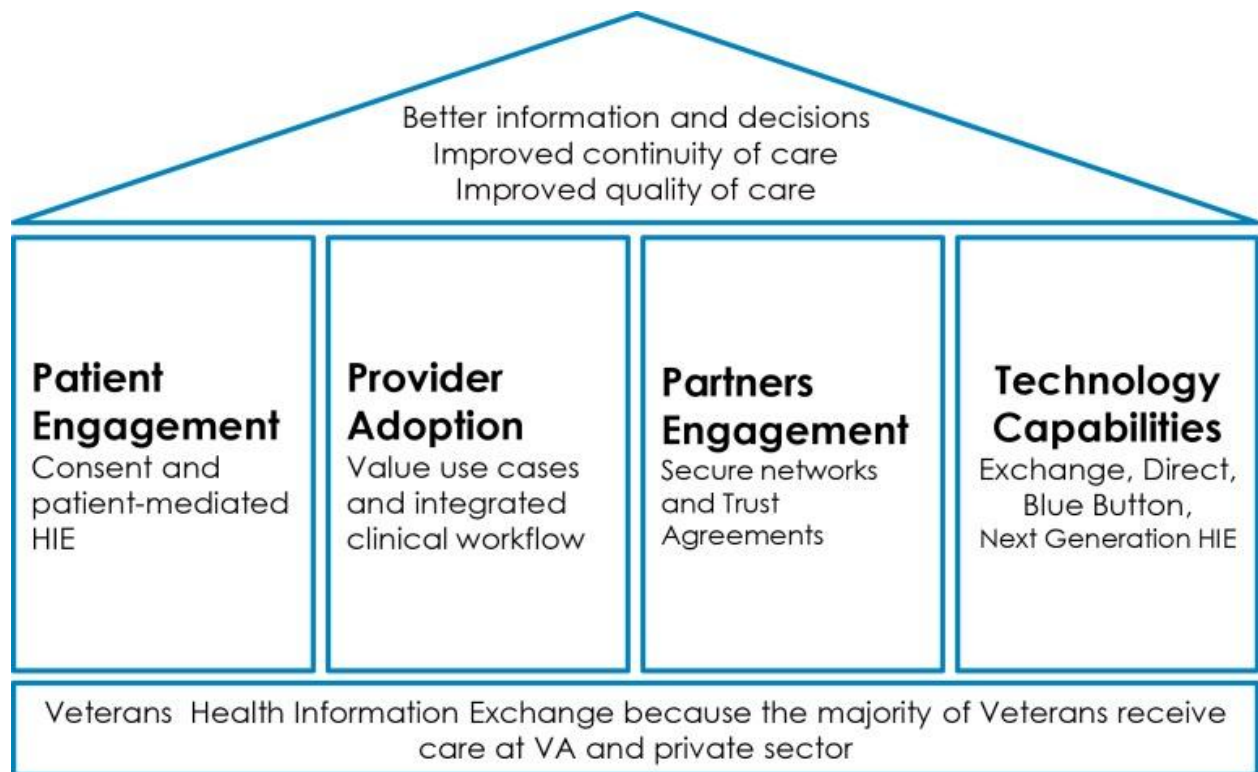 Better information and decisions
Improved continuity of care
Improved quality of care
Patient
Engagement
Consent and
patient-mediated
HIE
Provider
Adoption
Value use cases
and integrated
clinical workflow
Partners
Engagement
Secure networks
and Trust
Agreements
Technology
Capabilities
Exchange, Direct,
Blue Button,
Next Generation HIE
Veterans Health Information Exchange because the majority of Veterans receive
care at VA and private sector